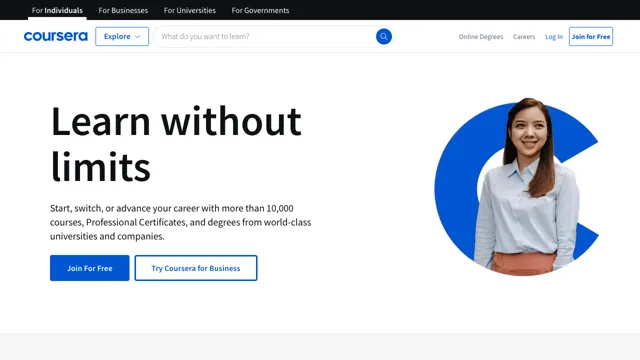 For Individuals For Businesses For Universities For Governments
coursera Explore What do you want to learn? Online Degrees Careers Log In Join for Free
Learn without
limits
Start, switch, or advance your career with more than 10,000
courses, Professional Certificates, and degrees from world-class
universities and companies.
Join For Free Try Coursera for Business